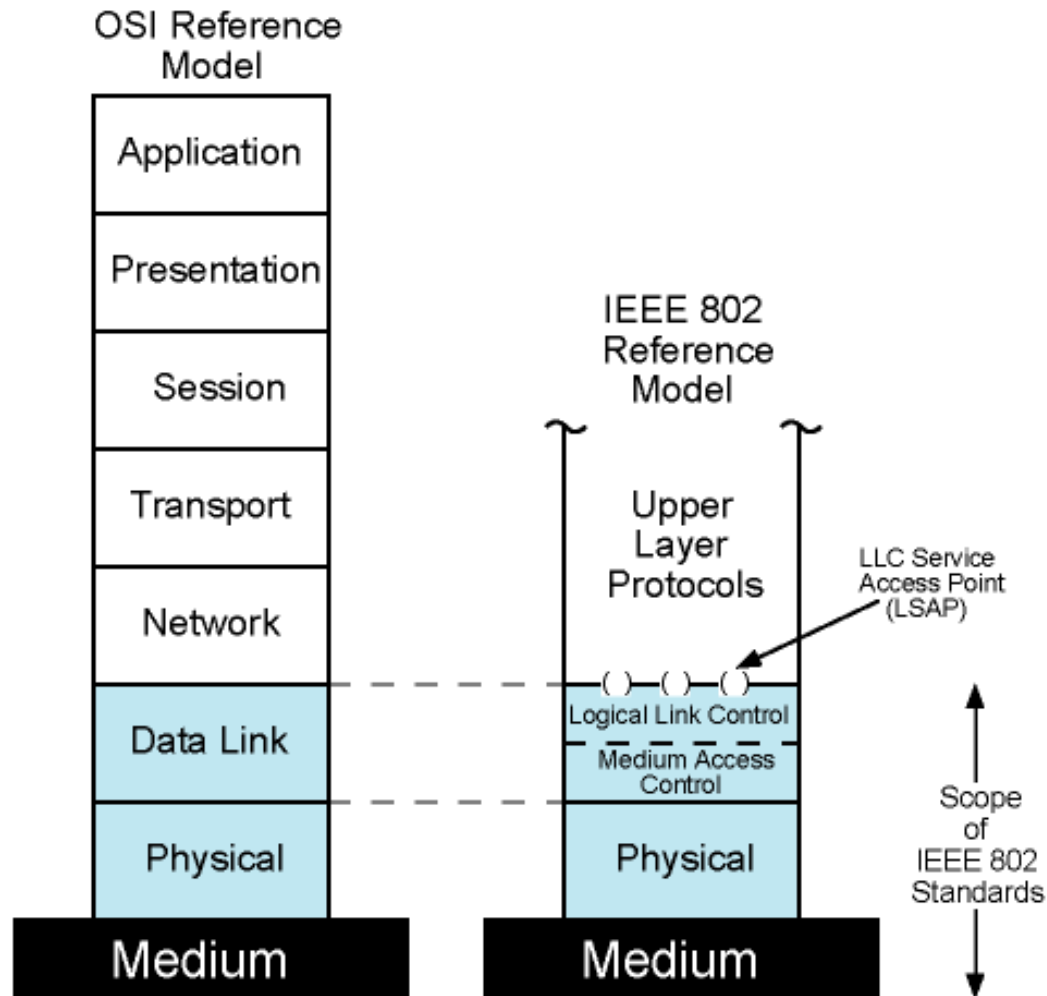 OSI Reference
Model
Application
Presentation
Session
Transport
Network
Data Link
Physical
Medium
IEEE 802
Reference
Model
Upper
Layer
Protocols
LLC Service
Access Point
(LSAP)
Logical Link Control
Medium Access
Control
Physical
Medium
Scope
of
IEEE 802
Standards